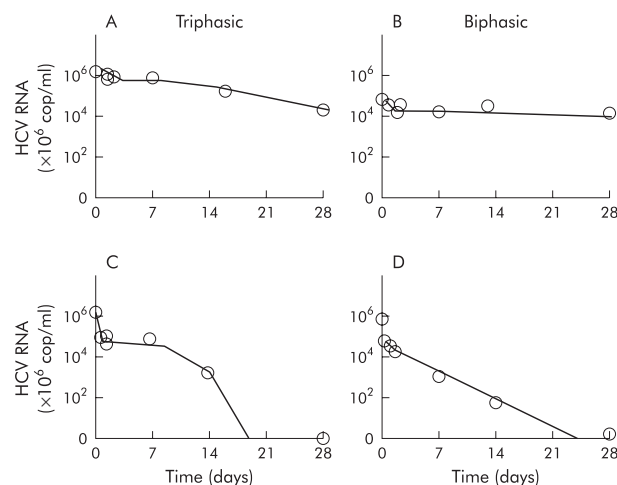 A Triphasic
B Biphasic
HCV RNA
(×10⁶ cop/ml)
10⁶
10⁴
10²
0
0 7 14 21 28
10⁶
10⁴
10²
0
0 7 14 21 28
C
D
HCV RNA
(×10⁶ cop/ml)
10⁶
10⁴
10²
0
0 7 14 21 28
Time (days)
10⁶
10⁴
10²
0
0 7 14 21 28
Time (days)